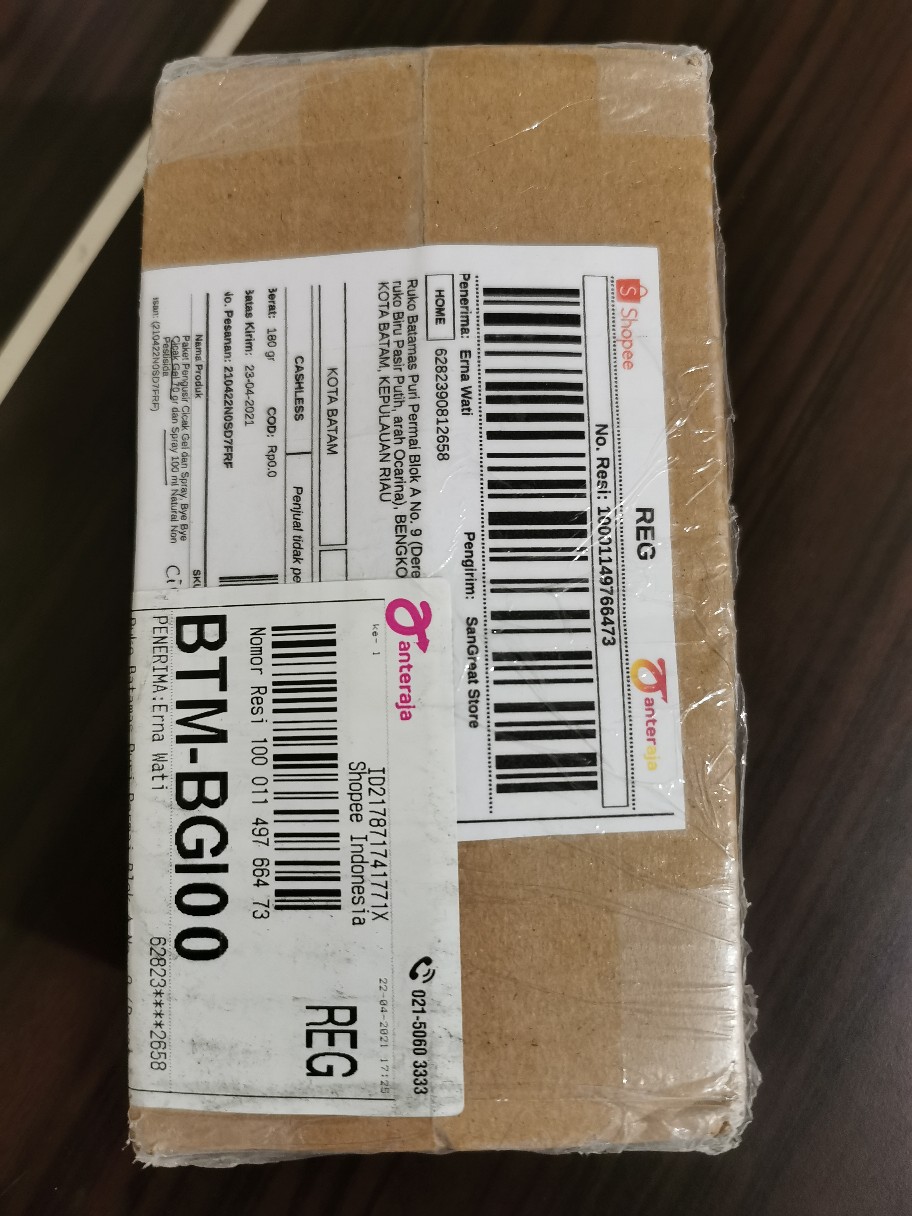 Shopee
REG
anteraja
No. Resi: 10001149766473
Penerima: Erna Wati
Pengirim: SanGreat Store
HOME
6282390812658
Ruko Batamas Puri Permai Blok A No. 9 (Dere
ruko Biru Pasir Putih, arah Ocarina), BENGKO
KOTA BATAM, KEPULAUAN RIAU
KOTA BATAM
CASHLESS
Penjual tidak pe
Berat: 180 gr
COD: Rp0.0
Batas Kirim: 23-04-2021
No. Pesanan: 210422N0SD7FRF
Nama Produk
SKU
Paket Pengusir Cicak Gel dan Spray, Bye Bye
Cicak Gel 70 gr dan Spray 100 ml Natural Non
Pestisida
san: (210422N0SD7FRF)
anteraja
021-5060 3333
ke- 1
22-04-2021 17:25
ID217871741771X
Shopee Indonesia
REG
Nomor Resi 100 011 497 664 73
BTM-BGI00
PENERIMA:Erna Wati
62823****2658